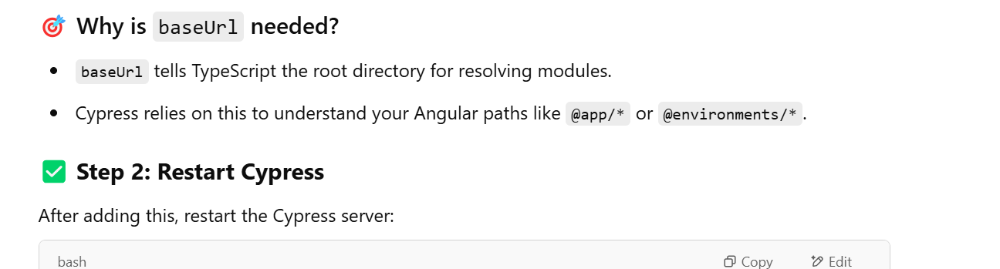 🎯 Why is baseUrl needed?
• baseUrl tells TypeScript the root directory for resolving modules.
• Cypress relies on this to understand your Angular paths like @app/* or @environments/*.
✅ Step 2: Restart Cypress
After adding this, restart the Cypress server:
bash Copy Edit